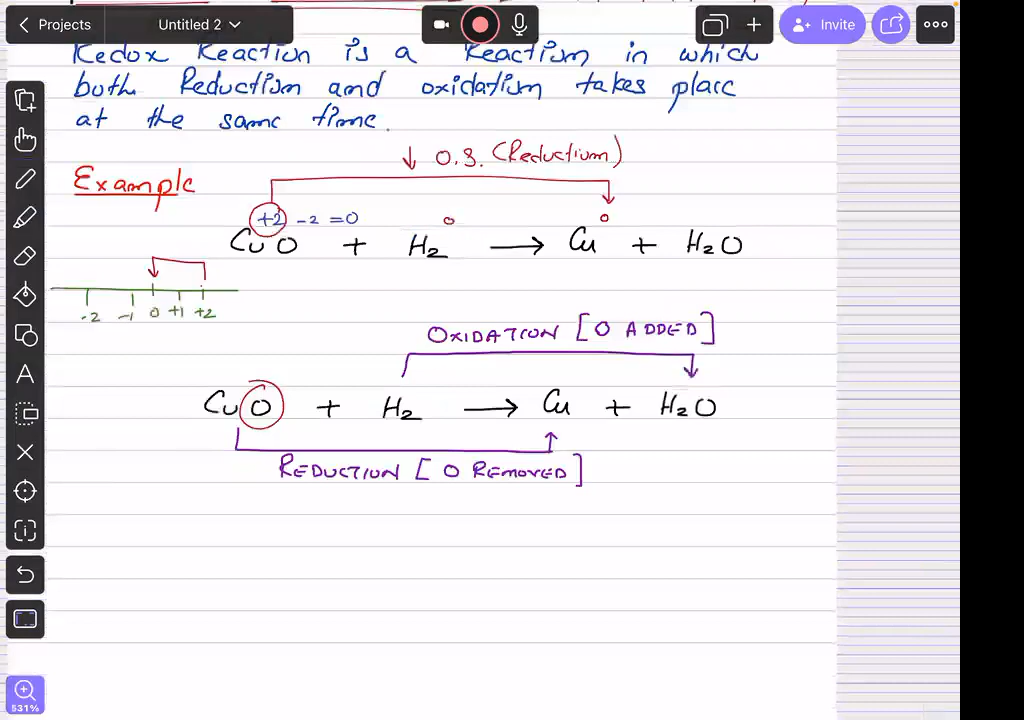 Projects
Untitled 2
Invite
Redox Reaction is a Reaction in which
both Reduction and oxidation takes place
at the same time.
↓ O.S. (Reduction)
Example
+2 -2 =0 0 0
CuO + H₂ → Cu + H₂O
-2 -1 0 +1 +2
OXIDATION [O ADDED]
CuO + H₂ → Cu + H₂O
REDUCTION [O REMOVED]
A
531%